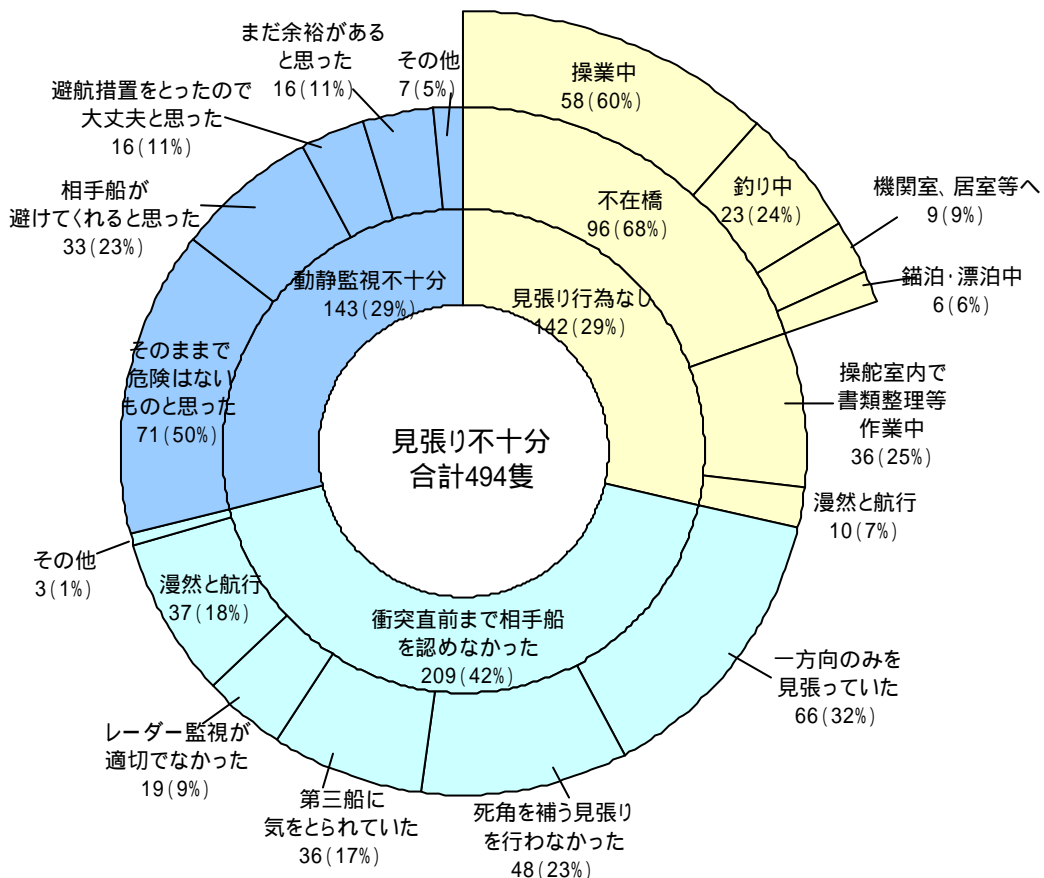 まだ余裕がある
と思った
16(11%)
その他
7(5%)
避航措置をとったので
大丈夫と思った
16(11%)
相手船が
避けてくれると思った
33(23%)
そのままで
危険はない
ものと思った
71(50%)
動静監視不十分
143(29%)
操業中
58(60%)
釣り中
23(24%)
機関室、居室等へ
9(9%)
錨泊・漂泊中
6(6%)
不在橋
96(68%)
見張り行為なし
142(29%)
操舵室内で
書類整理等
作業中
36(25%)
漫然と航行
10(7%)
見張り不十分
合計494隻
衝突直前まで相手船
を認めなかった
209(42%)
一方向のみを
見張っていた
66(32%)
死角を補う見張り
を行わなかった
48(23%)
第三船に
気をとられていた
36(17%)
レーダー監視が
適切でなかった
19(9%)
漫然と航行
37(18%)
その他
3(1%)